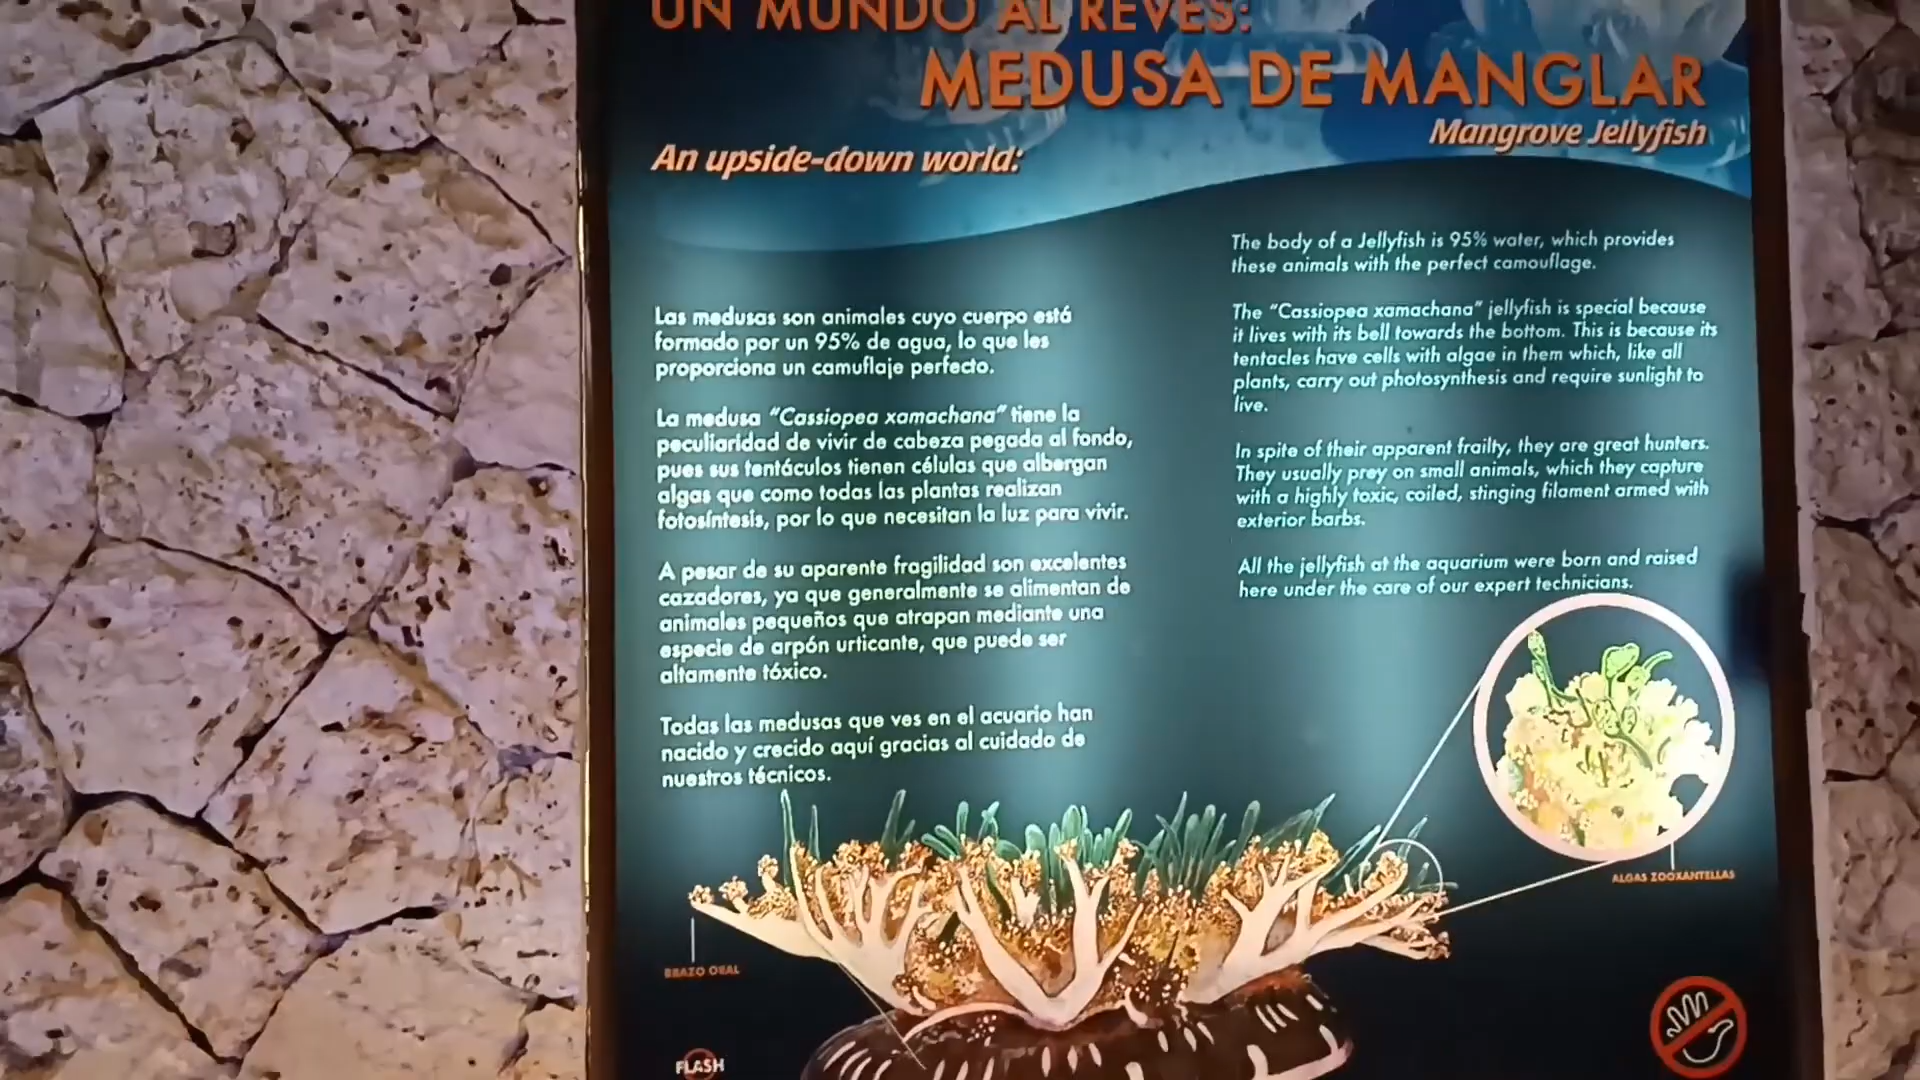 UN MUNDO AL REVÉS:
MEDUSA DE MANGLAR
Mangrove Jellyfish
An upside-down world:
Las medusas son animales cuyo cuerpo está
formado por un 95% de agua, lo que les
proporciona un camuflaje perfecto.
La medusa "Cassiopea xamachana" tiene la
peculiaridad de vivir de cabeza pegada al fondo,
pues sus tentáculos tienen células que albergan
algas que como todas las plantas realizan
fotosíntesis, por lo que necesitan la luz para vivir.
A pesar de su aparente fragilidad son excelentes
cazadores, ya que generalmente se alimentan de
animales pequeños que atrapan mediante una
especie de arpón urticante, que puede ser
altamente tóxico.
Todas las medusas que ves en el acuario han
nacido y crecido aquí gracias al cuidado de
nuestros técnicos.
The body of a Jellyfish is 95% water, which provides
these animals with the perfect camouflage.
The "Cassiopea xamachana" jellyfish is special because
it lives with its bell towards the bottom. This is because its
tentacles have cells with algae in them which, like all
plants, carry out photosynthesis and require sunlight to
live.
In spite of their apparent frailty, they are great hunters.
They usually prey on small animals, which they capture
with a highly toxic, coiled, stinging filament armed with
exterior barbs.
All the jellyfish at the aquarium were born and raised
here under the care of our expert technicians.
ALGAS ZOOXANTELLAS
BRAZO ORAL
FLASH